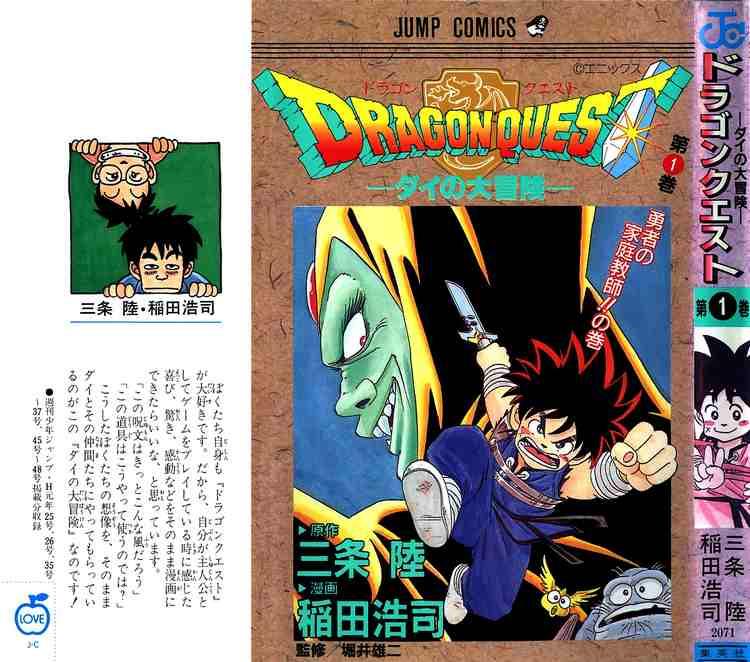 JUMP COMICS
©エニックス
ドラゴン クエスト
DRAGON QUEST
―ダイの大冒険―
第1巻
勇者の
家庭教師!!の巻
▶原作
三条 陸
▶漫画
稲田浩司
監修／堀井雄二
ドラゴンクエスト
―ダイの大冒険―
第1巻
三条 陸
稲田浩司
2071
集英社
三条 陸・稲田浩司
ぼくたち自身も『ドラゴンクエスト』
が大好きです。だから、自分が主人公と
してゲームをプレイしている時に感じた
喜び、驚き、感動などをそのまま漫画に
できたらいいな、と思っています。
「この呪文はきっとこんな風だろう」
「この道具はこうやって使うのでは？」
こうしたぼくたちの想像を、そのまま
ダイとその仲間たちにやってもらってい
るのがこの『ダイの大冒険』なのです！
●週刊少年ジャンプ・H元年25号、26号、35号
～37号、45号～48号掲載分収録
LOVE
J-C